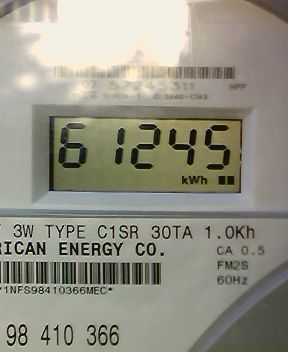 57245311
61245
kWh
3W TYPE C1SR 30TA 1.0Kh
RICAN ENERGY CO.
CA 0.5
FM2S
60Hz
*1NFS98410366MEC*
98 410 366